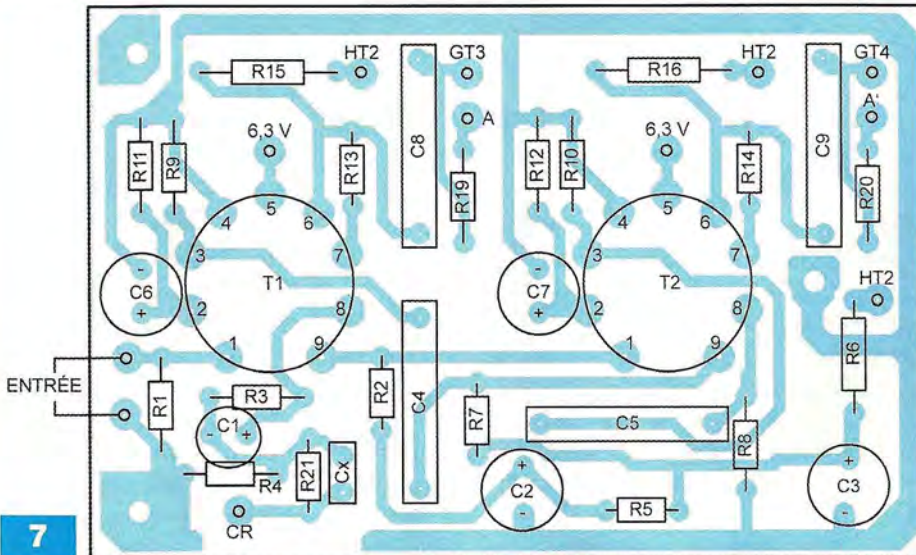 HT2 GT3 HT2 GT4
R15 R16
A A'
6,3 V 6,3 V
R11 R9 R13 C8 R12 R10 R14 C9
R19 R20
4 5 6 4 5 6
3 7 3 7
- C6 + T1 - C7 + T2 HT2
2 8 2 8
1 9 1 9
R6
ENTRÉE
R1 R3 R2 C4 R7 C5 R8
- C1 +
R4 R21 Cx + C2 - R5 + C3 -
CR
7